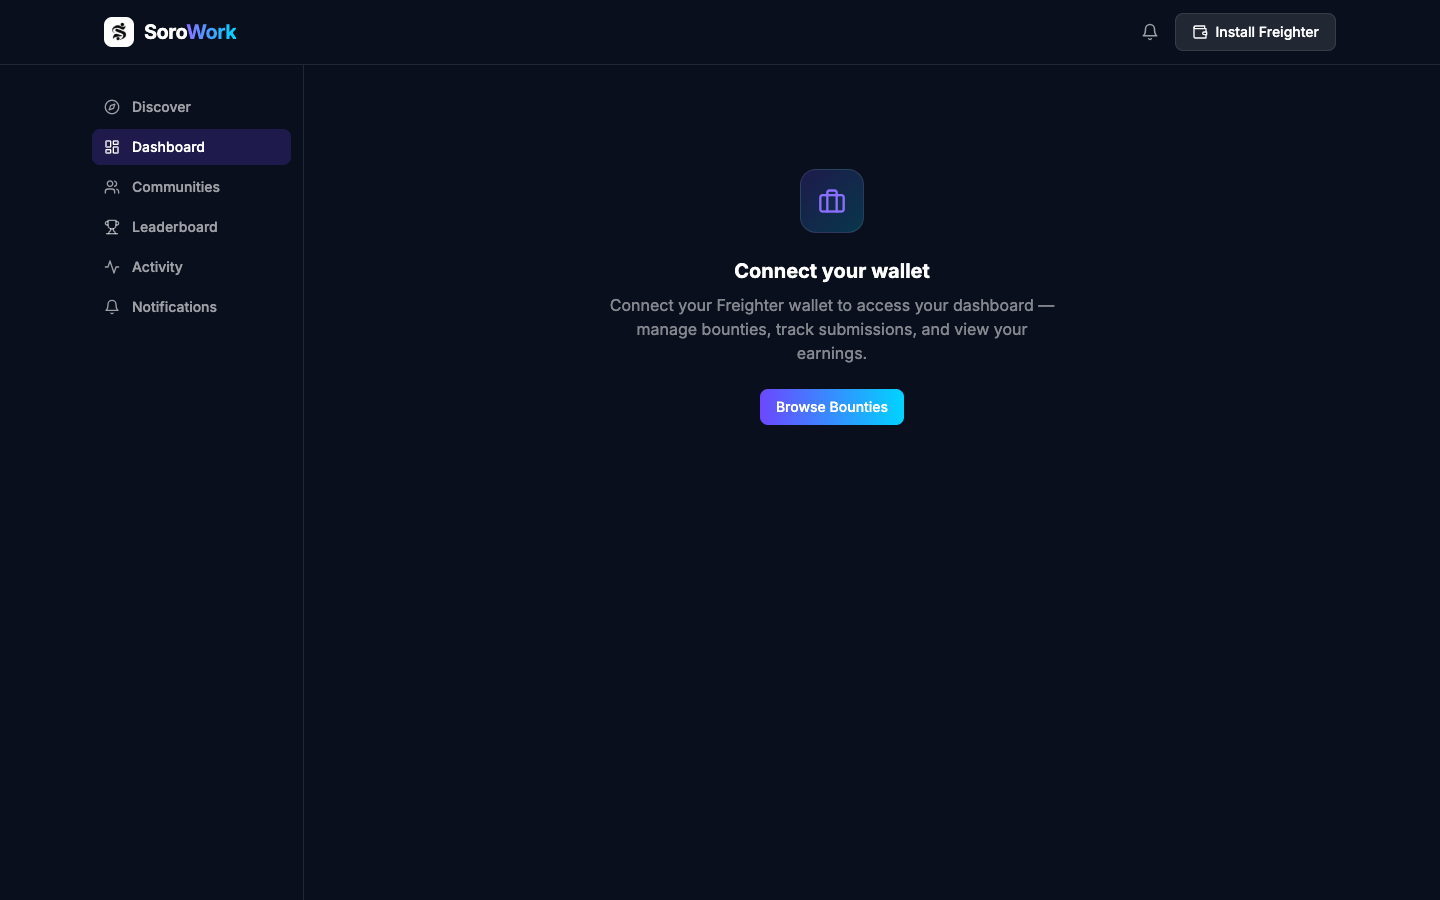 SoroWork
Install Freighter
Discover
Dashboard
Communities
Leaderboard
Activity
Notifications
Connect your wallet
Connect your Freighter wallet to access your dashboard —
manage bounties, track submissions, and view your
earnings.
Browse Bounties